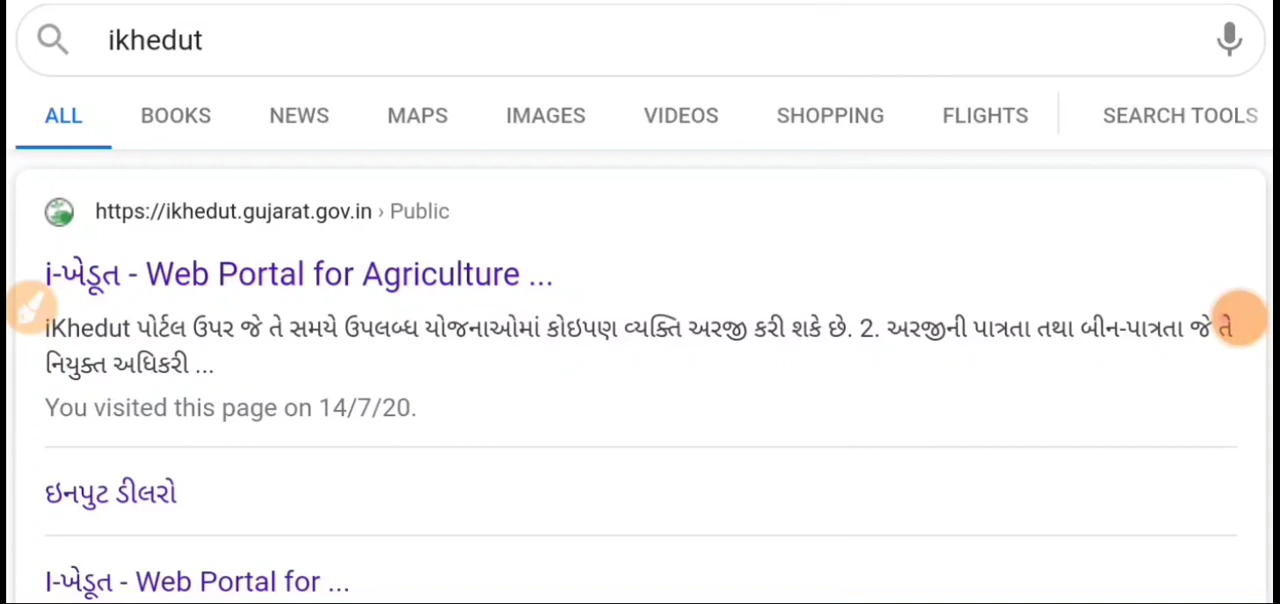 ikhedut
ALL BOOKS NEWS MAPS IMAGES VIDEOS SHOPPING FLIGHTS SEARCH TOOLS
https://ikhedut.gujarat.gov.in › Public
i-ખેડૂત - Web Portal for Agriculture ...
iKhedut પોર્ટલ ઉપર જે તે સમયે ઉપલબ્ધ યોજનાઓમાં કોઇપણ વ્યક્તિ અરજી કરી શકે છે. 2. અરજીની પાત્રતા તથા બીન-પાત્રતા જે તે
નિયુક્ત અધિકરી ...
You visited this page on 14/7/20.
ઇનપુટ ડીલરો
I-ખેડૂત - Web Portal for ...